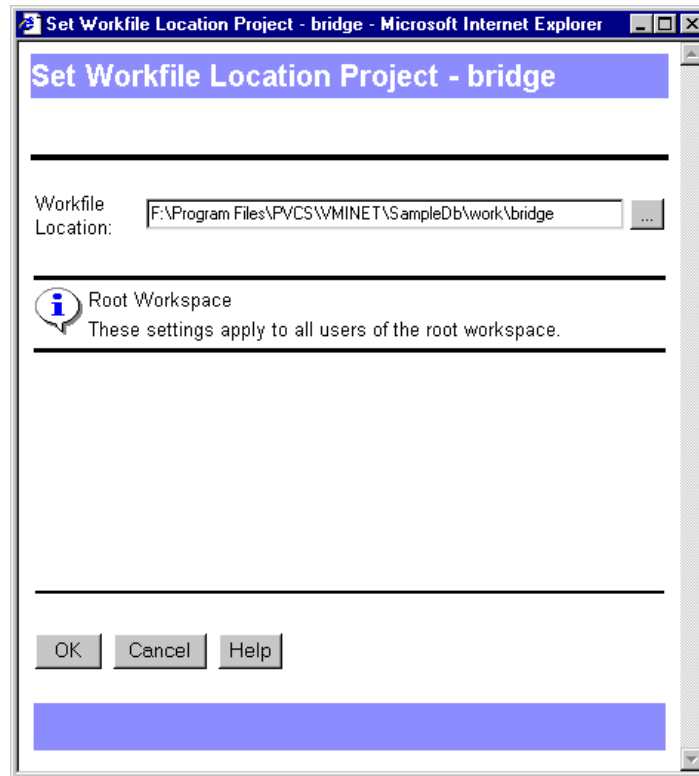 Set Workfile Location Project - bridge - Microsoft Internet Explorer
Set Workfile Location Project - bridge
Workfile
Location:
F:\Program Files\PVCS\VMINET\SampleDb\work\bridge
...
Root Workspace
These settings apply to all users of the root workspace.
OK Cancel Help